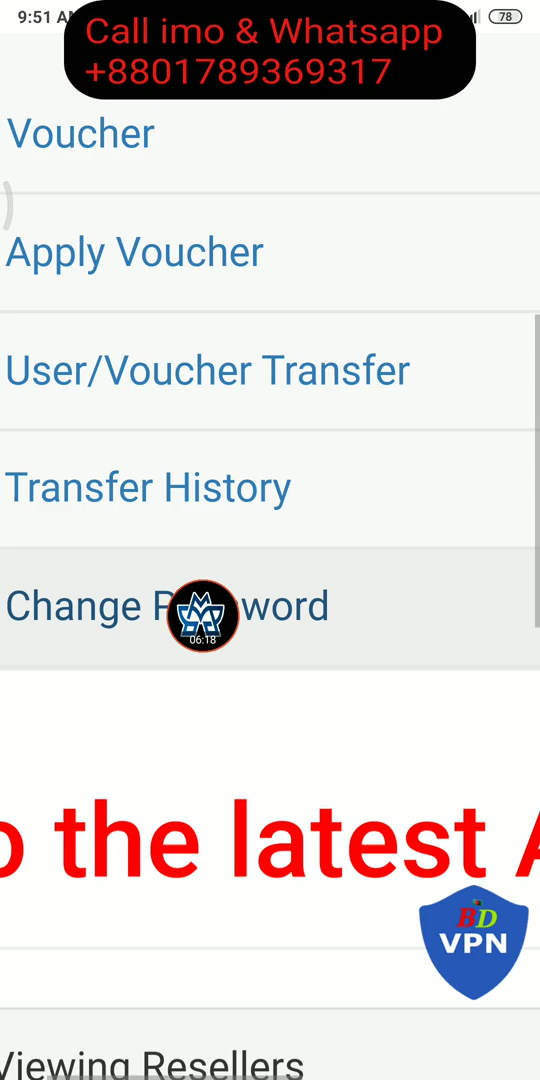 9:51 A
78
Call imo & Whatsapp
+8801789369317
Voucher
Apply Voucher
User/Voucher Transfer
Transfer History
Change P word
06:18
the latest
BD
VPN
Viewing Resellers